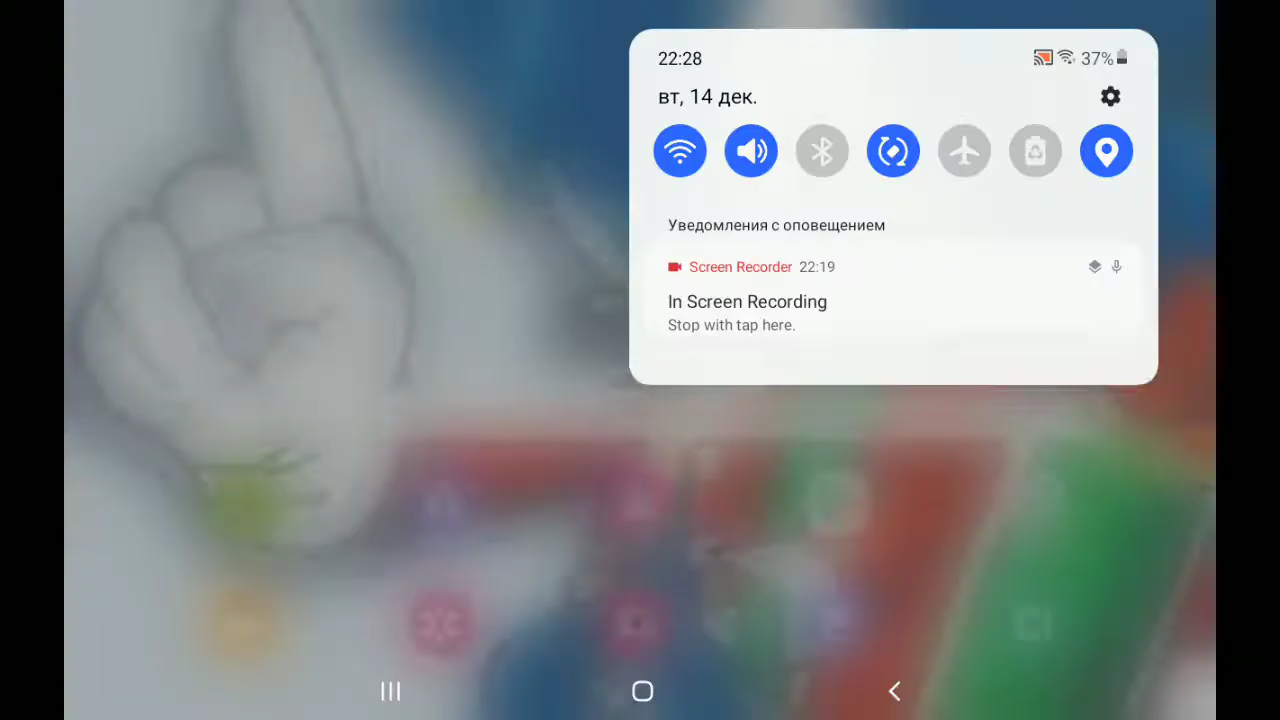 22:28
37%
вт, 14 дек.
Уведомления с оповещением
Screen Recorder 22:19
In Screen Recording
Stop with tap here.